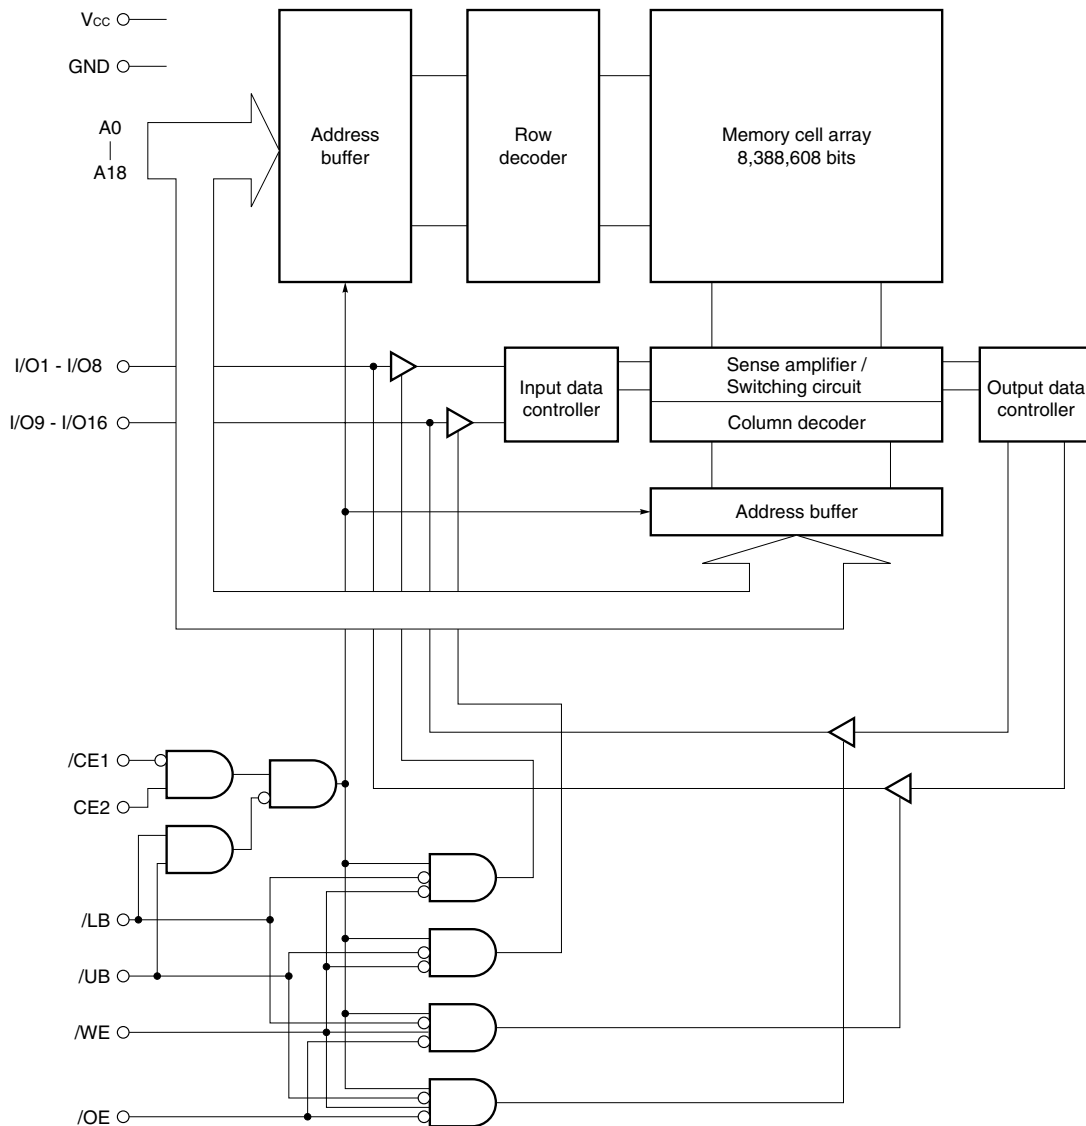 Vcc
GND
A0
A18
Address
buffer
Row
decoder
Memory cell array
8,388,608 bits
I/O1 - I/O8
I/O9 - I/O16
Input data
controller
Sense amplifier /
Switching circuit
Column decoder
Output data
controller
Address buffer
/CE1
CE2
/LB
/UB
/WE
/OE